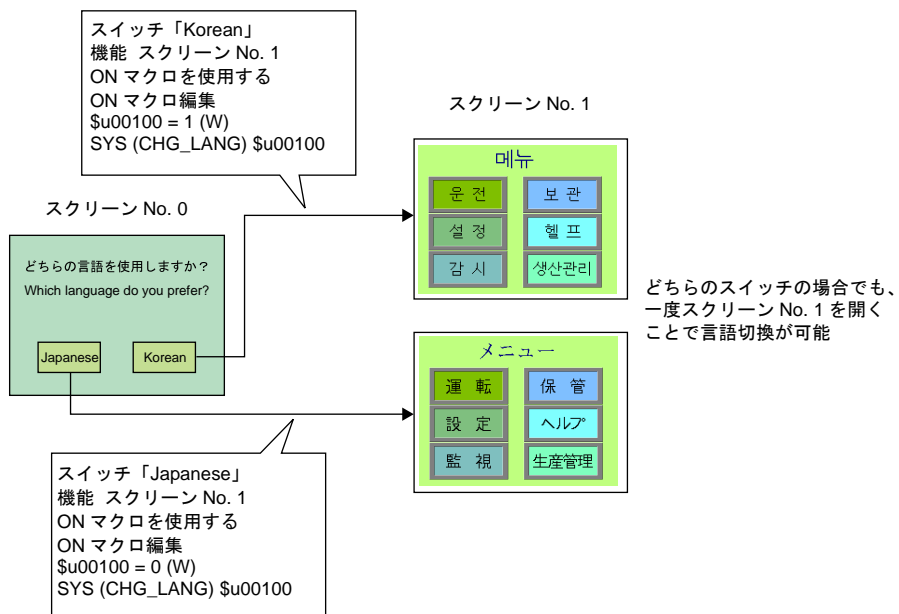 スイッチ「Korean」
機能 スクリーン No. 1
ON マクロを使用する
ON マクロ編集
$u00100 = 1 (W)
SYS (CHG_LANG) $u00100
スクリーン No. 0
どちらの言語を使用しますか？
Which language do you prefer?
Japanese
Korean
スクリーン No. 1
메뉴
운 전
보 관
설 정
헬 프
감 시
생산관리
メニュー
運 転
保 管
設 定
ヘルプ
監 視
生産管理
どちらのスイッチの場合でも、
一度スクリーン No. 1 を開く
ことで言語切換が可能
スイッチ「Japanese」
機能 スクリーン No. 1
ON マクロを使用する
ON マクロ編集
$u00100 = 0 (W)
SYS (CHG_LANG) $u00100